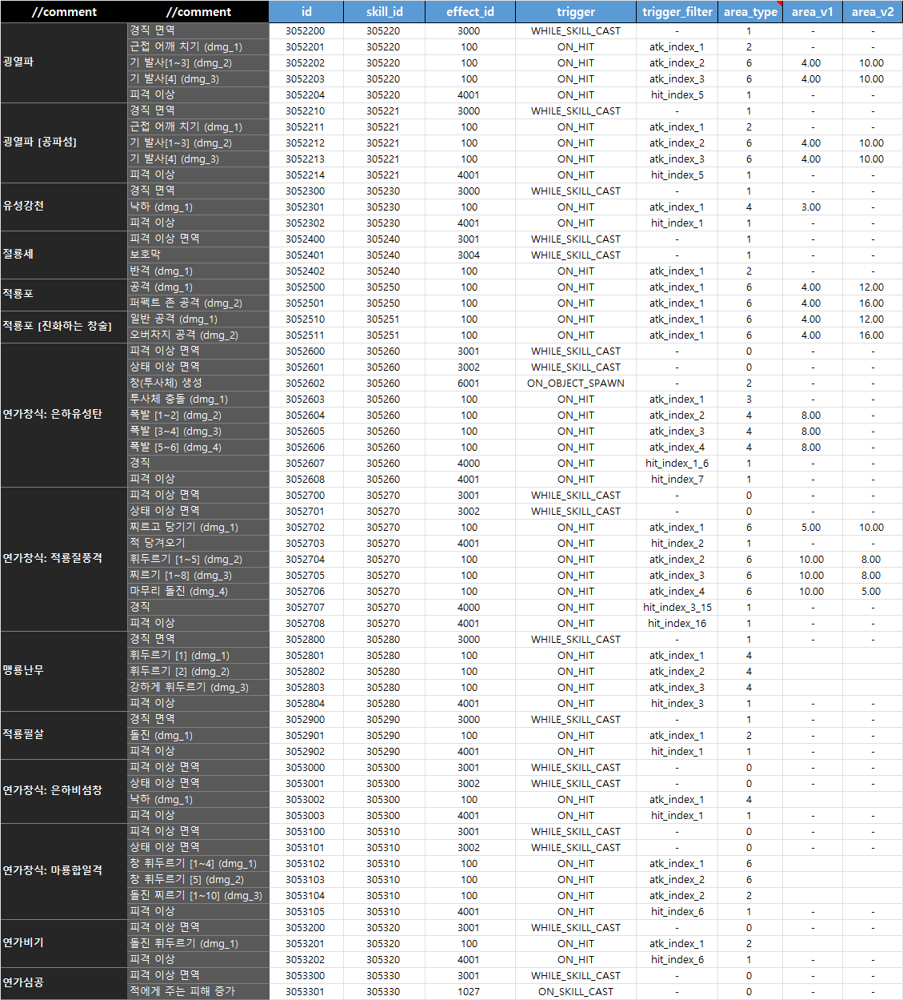 //comment //comment id skill_id effect_id trigger trigger_filter area_type area_v1 area_v2
굉열파 경직 면역 3052200 305220 3000 WHILE_SKILL_CAST - 1 - -
근접 어깨 치기 (dmg_1) 3052201 305220 100 ON_HIT atk_index_1 2 - -
기 발사[1~3] (dmg_2) 3052202 305220 100 ON_HIT atk_index_2 6 4.00 10.00
기 발사[4] (dmg_3) 3052203 305220 100 ON_HIT atk_index_3 6 4.00 10.00
피격 이상 3052204 305220 4001 ON_HIT hit_index_5 1 - -
굉열파 [공파섬] 경직 면역 3052210 305221 3000 WHILE_SKILL_CAST - 1 - -
근접 어깨 치기 (dmg_1) 3052211 305221 100 ON_HIT atk_index_1 2 - -
기 발사[1~3] (dmg_2) 3052212 305221 100 ON_HIT atk_index_2 6 4.00 10.00
기 발사[4] (dmg_3) 3052213 305221 100 ON_HIT atk_index_3 6 4.00 10.00
피격 이상 3052214 305221 4001 ON_HIT hit_index_5 1 - -
유성강천 경직 면역 3052300 305230 3000 WHILE_SKILL_CAST - 1 - -
낙하 (dmg_1) 3052301 305230 100 ON_HIT atk_index_1 4 3.00 -
피격 이상 3052302 305230 4001 ON_HIT hit_index_1 1 - -
절룡세 피격 이상 면역 3052400 305240 3001 WHILE_SKILL_CAST - 1 - -
보호막 3052401 305240 3004 WHILE_SKILL_CAST - 1 - -
반격 (dmg_1) 3052402 305240 100 ON_HIT atk_index_1 2 - -
적룡포 공격 (dmg_1) 3052500 305250 100 ON_HIT atk_index_1 6 4.00 12.00
퍼펙트 존 공격 (dmg_2) 3052501 305250 100 ON_HIT atk_index_1 6 4.00 16.00
적룡포 [진화하는 창술] 일반 공격 (dmg_1) 3052510 305251 100 ON_HIT atk_index_1 6 4.00 12.00
오버차지 공격 (dmg_2) 3052511 305251 100 ON_HIT atk_index_1 6 4.00 16.00
연가창식: 은하유성탄 피격 이상 면역 3052600 305260 3001 WHILE_SKILL_CAST - 0 - -
상태 이상 면역 3052601 305260 3002 WHILE_SKILL_CAST - 0 - -
창(투사체) 생성 3052602 305260 6001 ON_OBJECT_SPAWN - 2 - -
투사체 충돌 (dmg_1) 3052603 305260 100 ON_HIT atk_index_1 3 - -
폭발 [1~2] (dmg_2) 3052604 305260 100 ON_HIT atk_index_2 4 8.00 -
폭발 [3~4] (dmg_3) 3052605 305260 100 ON_HIT atk_index_3 4 8.00 -
폭발 [5~6] (dmg_4) 3052606 305260 100 ON_HIT atk_index_4 4 8.00 -
경직 3052607 305260 4000 ON_HIT hit_index_1_6 1 - -
피격 이상 3052608 305260 4001 ON_HIT hit_index_7 1 - -
연가창식: 적룡질풍격 피격 이상 면역 3052700 305270 3001 WHILE_SKILL_CAST - 0 - -
상태 이상 면역 3052701 305270 3002 WHILE_SKILL_CAST - 0 - -
찌르고 당기기 (dmg_1) 3052702 305270 100 ON_HIT atk_index_1 6 5.00 10.00
적 당겨오기 3052703 305270 4001 ON_HIT hit_index_2 1 - -
휘두르기 [1~5] (dmg_2) 3052704 305270 100 ON_HIT atk_index_2 6 10.00 8.00
찌르기 [1~8] (dmg_3) 3052705 305270 100 ON_HIT atk_index_3 6 10.00 8.00
마무리 돌진 (dmg_4) 3052706 305270 100 ON_HIT atk_index_4 6 10.00 5.00
경직 3052707 305270 4000 ON_HIT hit_index_3_15 1 - -
피격 이상 3052708 305270 4001 ON_HIT hit_index_16 1 - -
맹룡난무 경직 면역 3052800 305280 3000 WHILE_SKILL_CAST - 1 - -
휘두르기 [1] (dmg_1) 3052801 305280 100 ON_HIT atk_index_1 4
휘두르기 [2] (dmg_2) 3052802 305280 100 ON_HIT atk_index_2 4
강하게 휘두르기 (dmg_3) 3052803 305280 100 ON_HIT atk_index_3 4
피격 이상 3052804 305280 4001 ON_HIT hit_index_3 1 - -
적룡필살 경직 면역 3052900 305290 3000 WHILE_SKILL_CAST - 1 - -
돌진 (dmg_1) 3052901 305290 100 ON_HIT atk_index_1 2 - -
피격 이상 3052902 305290 4001 ON_HIT hit_index_1 1 - -
연가창식: 은하비섬창 피격 이상 면역 3053000 305300 3001 WHILE_SKILL_CAST - 0 - -
상태 이상 면역 3053001 305300 3002 WHILE_SKILL_CAST - 0 - -
낙하 (dmg_1) 3053002 305300 100 ON_HIT atk_index_1 4
피격 이상 3053003 305300 4001 ON_HIT hit_index_1 1 - -
연가창식: 마룡합일격 피격 이상 면역 3053100 305310 3001 WHILE_SKILL_CAST - 0 - -
상태 이상 면역 3053101 305310 3002 WHILE_SKILL_CAST - 0 - -
창 휘두르기 [1~4] (dmg_1) 3053102 305310 100 ON_HIT atk_index_1 6
창 휘두르기 [5] (dmg_2) 3053103 305310 100 ON_HIT atk_index_2 6
돌진 찌르기 [1~10] (dmg_3) 3053104 305310 100 ON_HIT atk_index_2 2
피격 이상 3053105 305310 4001 ON_HIT hit_index_6 1 - -
연가비기 피격 이상 면역 3053200 305320 3001 WHILE_SKILL_CAST - 0 - -
돌진 휘두르기 (dmg_1) 3053201 305320 100 ON_HIT atk_index_1 2
피격 이상 3053202 305320 4001 ON_HIT hit_index_6 1 - -
연가심공 피격 이상 면역 3053300 305330 3001 WHILE_SKILL_CAST - 0 - -
적에게 주는 피해 증가 3053301 305330 1027 ON_SKILL_CAST - 0 - -